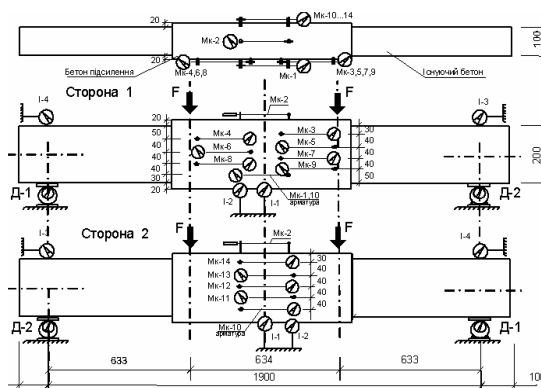 20
Мк-10...14
Мк-2
100
20
Бетон підсилення
Мк-4,6,8
Мк-1
Мк-3,5,7,9
Існуючий бетон
Сторона 1
F
F
І-4
Мк-2
І-3
20
50
40
40
40
30
20
Мк-4
Мк-6
Мк-8
Мк-3
Мк-5
Мк-7
Мк-9
30
40
40
40
50
200
Д-1
Мк-1,10
арматура
Д-2
І-2
І-1
Сторона 2
F
F
Мк-2
І-4
Мк-14
Мк-13
Мк-12
Мк-11
30
40
40
40
40
Мк-10
арматура
І-1
І-2
Д-2
Д-1
633
634
633
1900